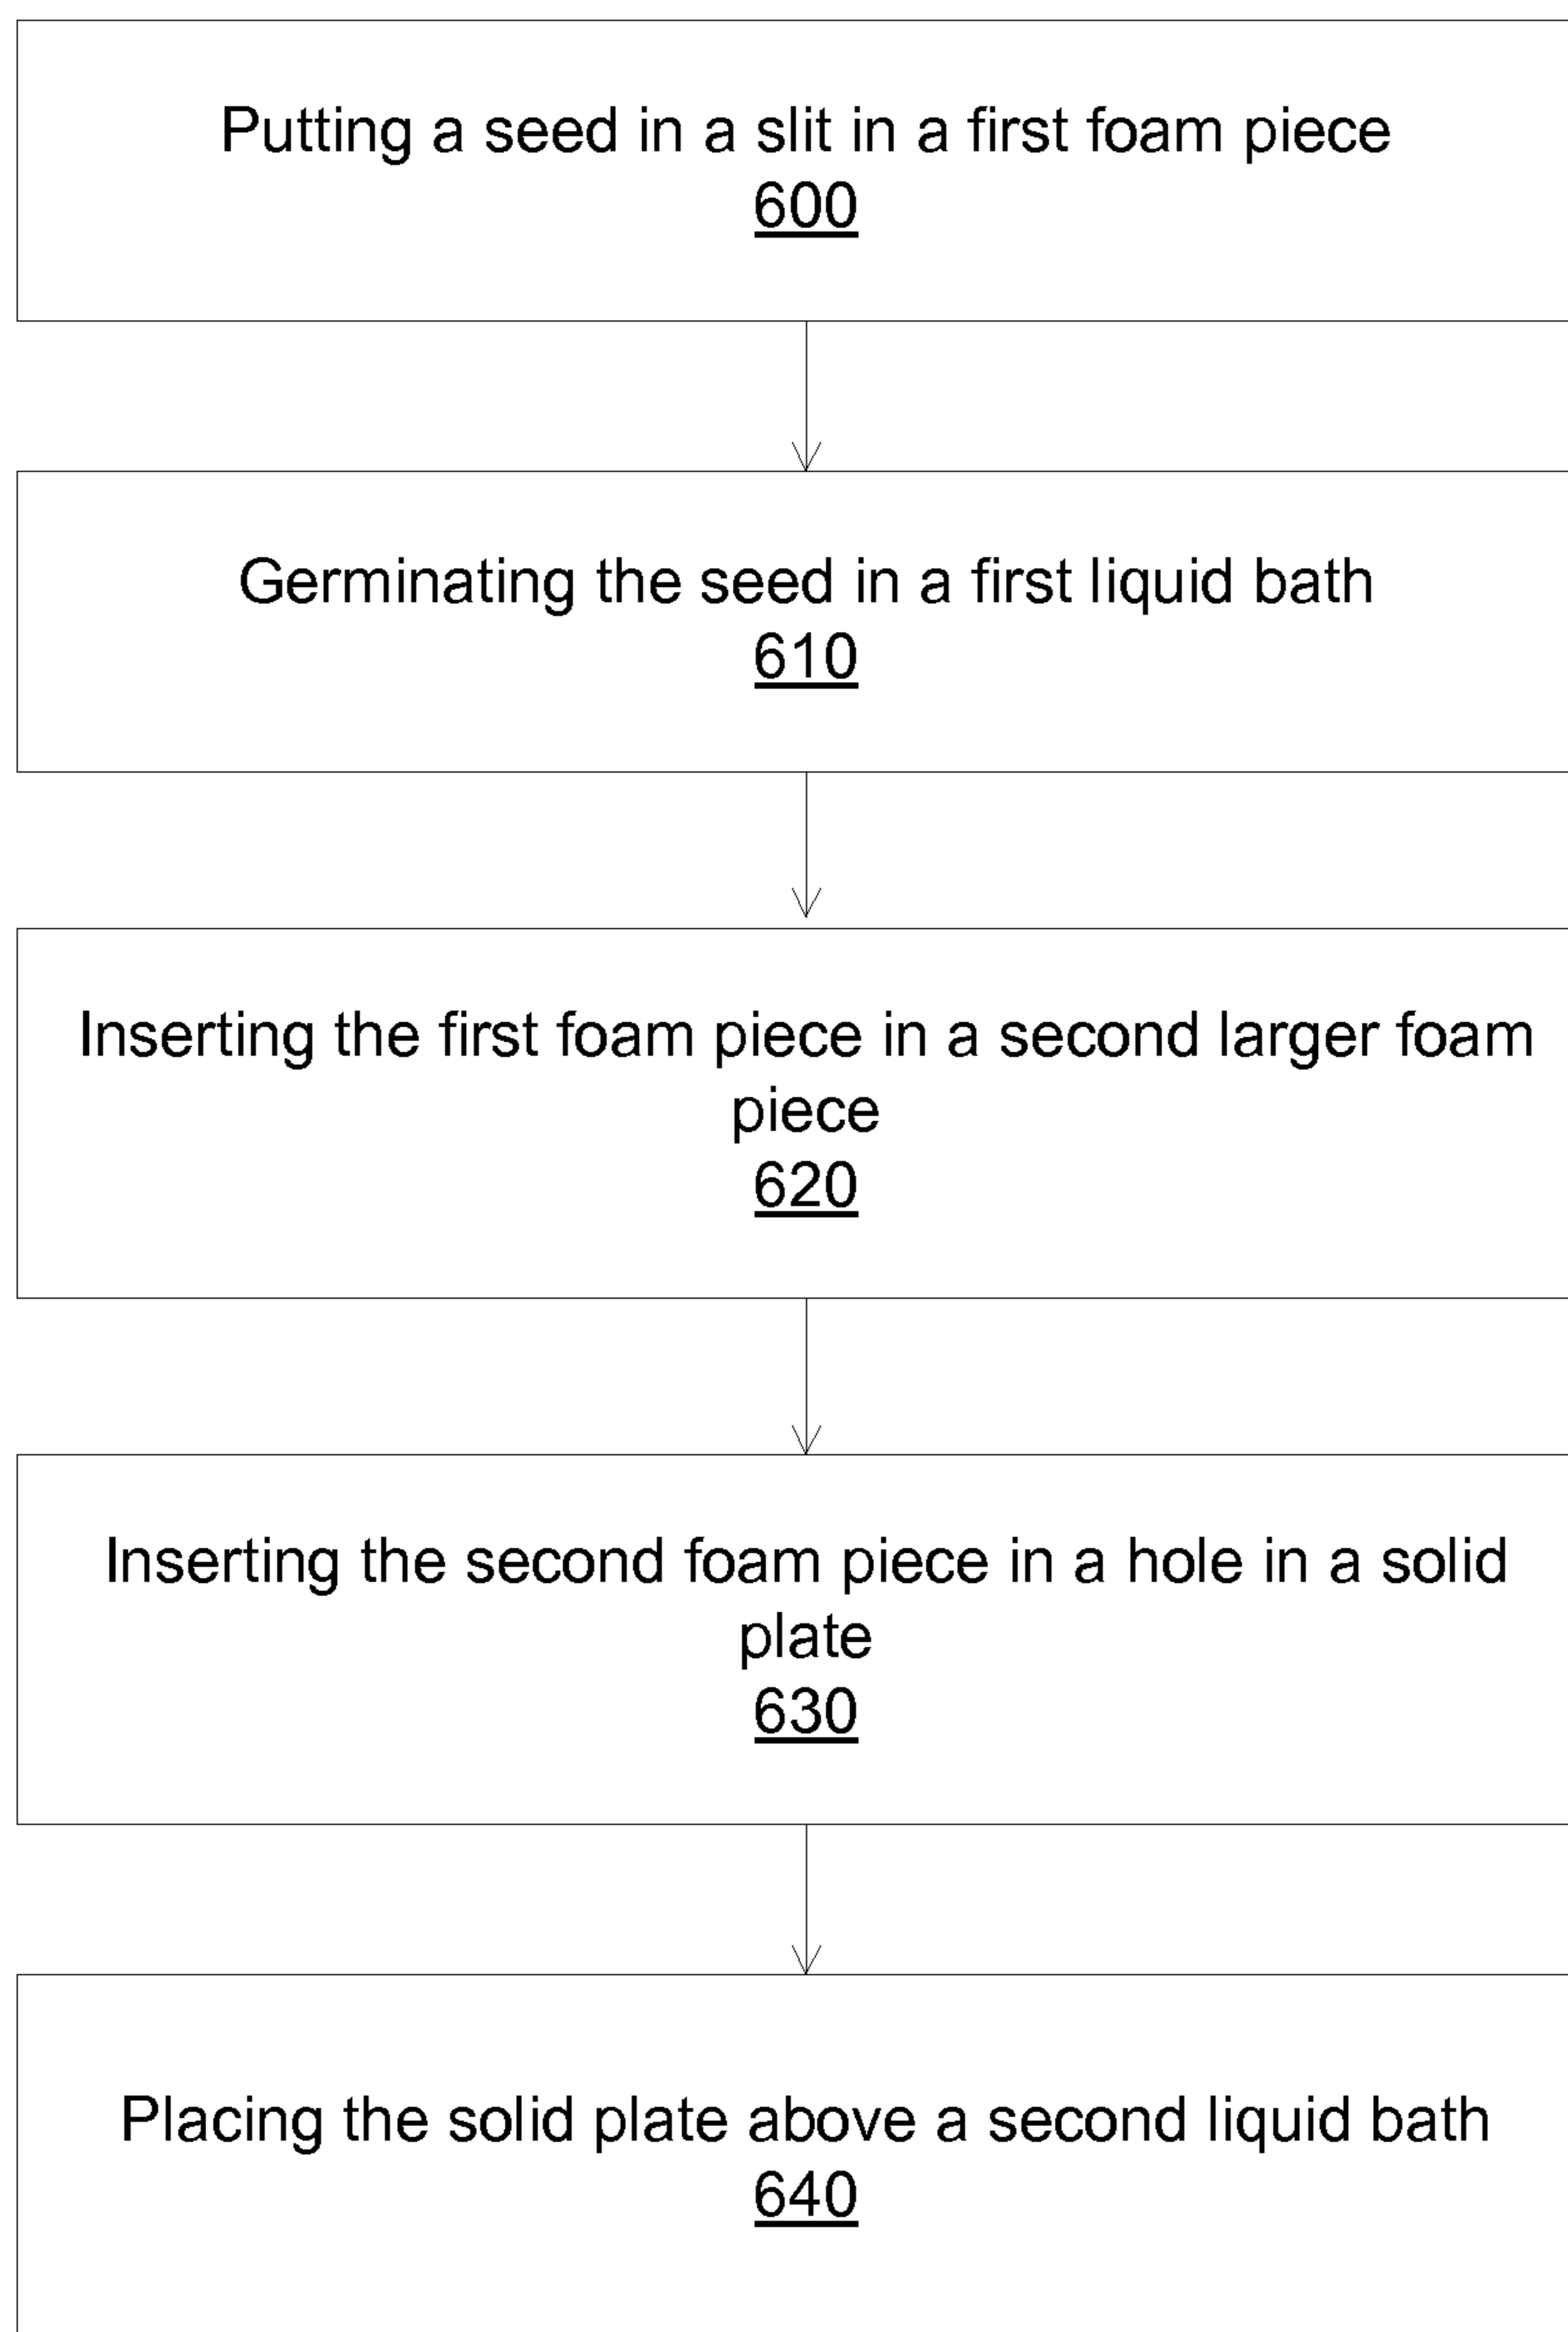 Putting a seed in a slit in a first foam piece
600
Germinating the seed in a first liquid bath
610
Inserting the first foam piece in a second larger foam
piece
620
Inserting the second foam piece in a hole in a solid
plate
630
Placing the solid plate above a second liquid bath
640